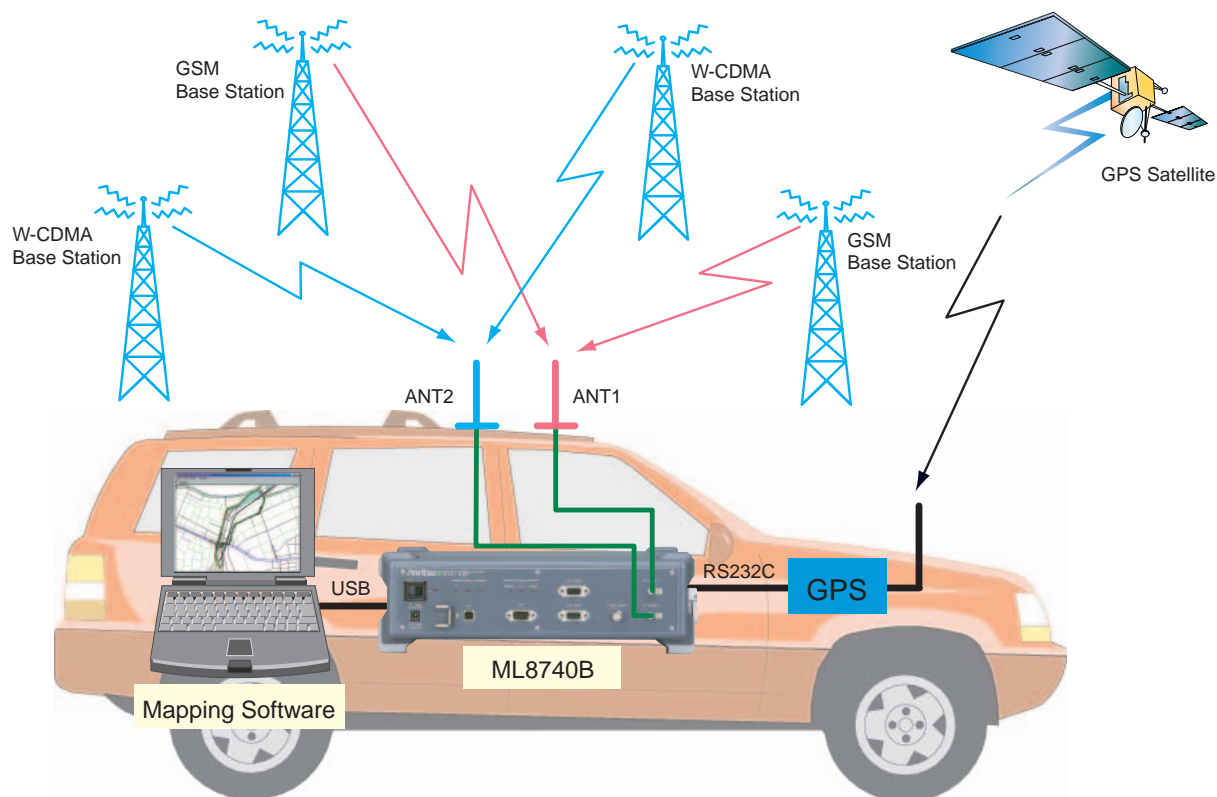 GSM
Base Station
W-CDMA
Base Station
GPS Satellite
W-CDMA
Base Station
GSM
Base Station
ANT2
ANT1
USB
Anritsu
RS232C
GPS
ML8740B
Mapping Software